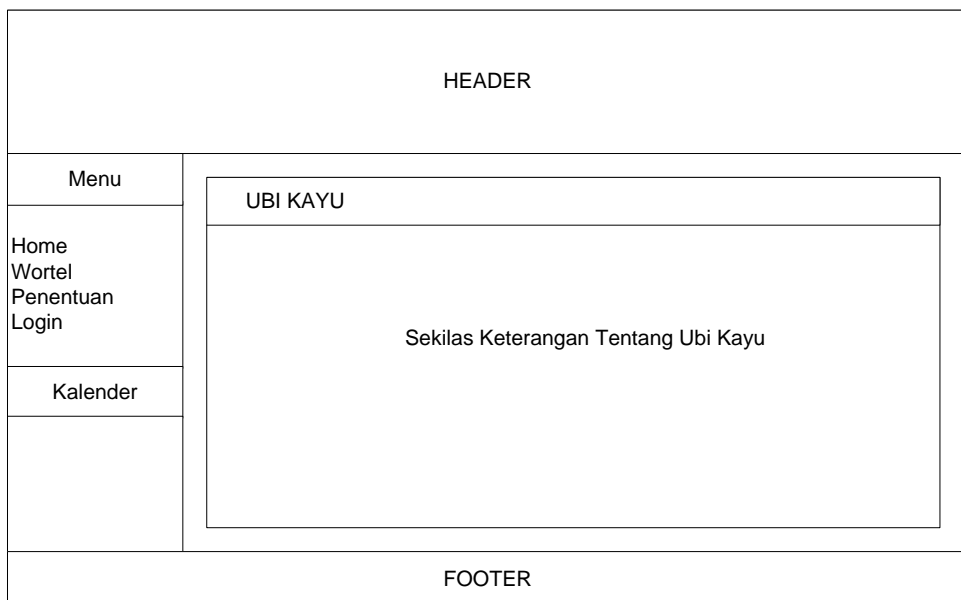 HEADER
Menu
Home
Wortel
Penentuan
Login
Kalender
UBI KAYU
Sekilas Keterangan Tentang Ubi Kayu
FOOTER